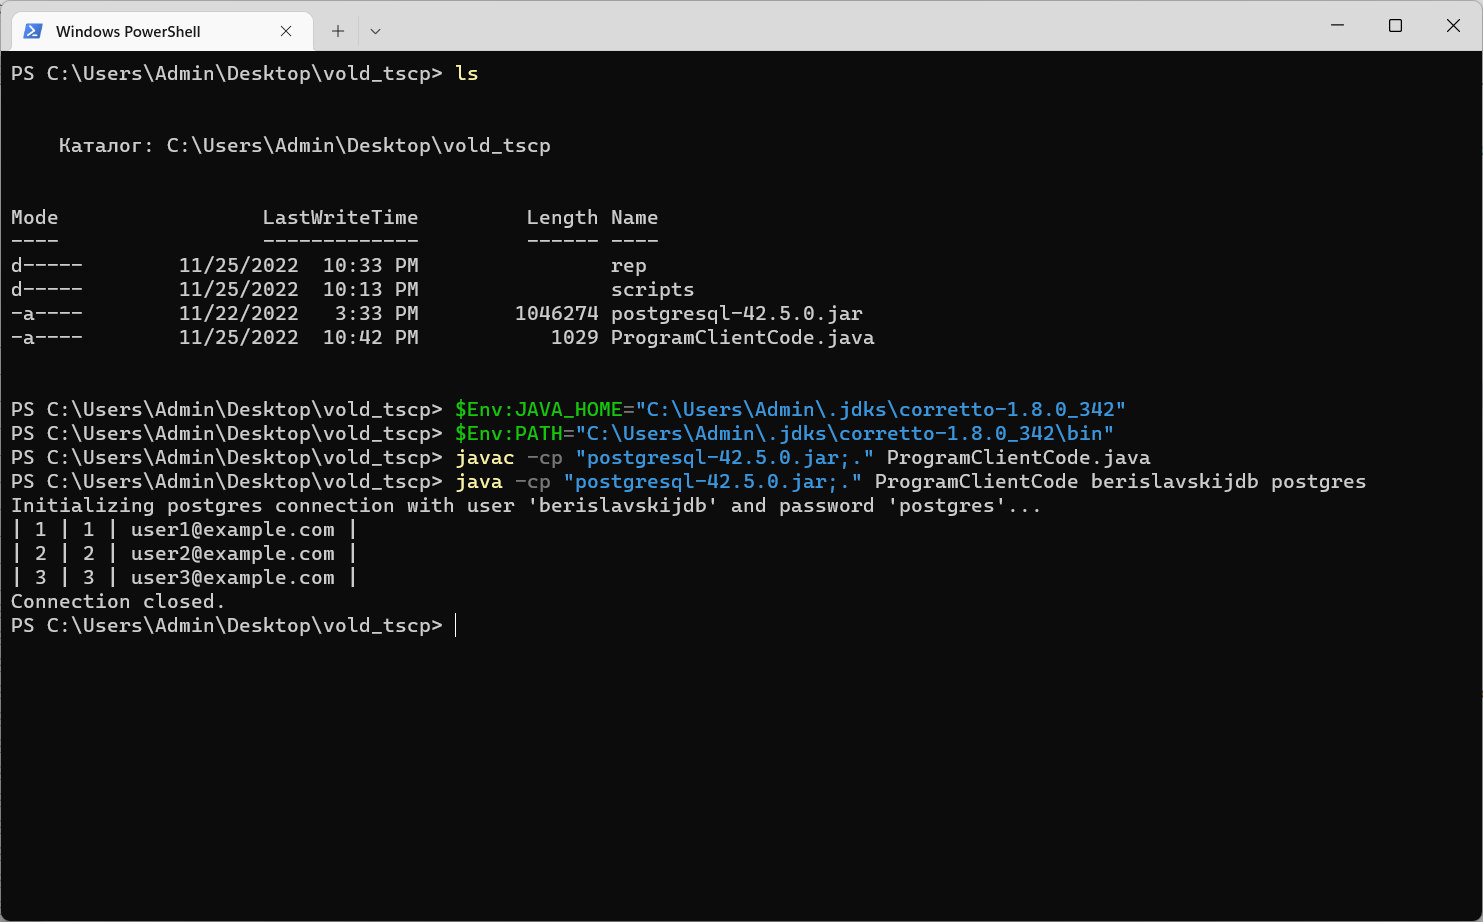 Windows PowerShell
PS C:\Users\Admin\Desktop\vold_tscp> ls
Каталог: C:\Users\Admin\Desktop\vold_tscp
Mode                 LastWriteTime         Length Name
----                 -------------         ------ ----
d-----        11/25/2022  10:33 PM                rep
d-----        11/25/2022  10:13 PM                scripts
-a----        11/22/2022   3:33 PM        1046274 postgresql-42.5.0.jar
-a----        11/25/2022  10:42 PM           1029 ProgramClientCode.java
PS C:\Users\Admin\Desktop\vold_tscp> $Env:JAVA_HOME="C:\Users\Admin\.jdks\corretto-1.8.0_342"
PS C:\Users\Admin\Desktop\vold_tscp> $Env:PATH="C:\Users\Admin\.jdks\corretto-1.8.0_342\bin"
PS C:\Users\Admin\Desktop\vold_tscp> javac -cp "postgresql-42.5.0.jar;." ProgramClientCode.java
PS C:\Users\Admin\Desktop\vold_tscp> java -cp "postgresql-42.5.0.jar;." ProgramClientCode berislavskijdb postgres
Initializing postgres connection with user 'berislavskijdb' and password 'postgres'...
| 1 | 1 | user1@example.com |
| 2 | 2 | user2@example.com |
| 3 | 3 | user3@example.com |
Connection closed.
PS C:\Users\Admin\Desktop\vold_tscp>